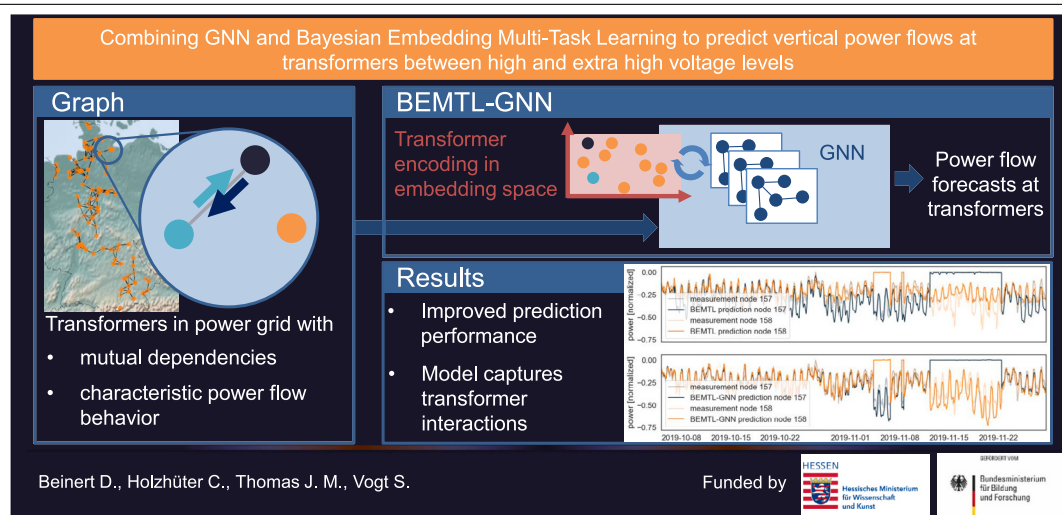 Combining GNN and Bayesian Embedding Multi-Task Learning to predict vertical power flows at
transformers between high and extra high voltage levels
Graph
Transformers in power grid with
• mutual dependencies
• characteristic power flow
behavior
BEMTL-GNN
Transformer
encoding in
embedding space
GNN
Power flow
forecasts at
transformers
Results
• Improved prediction
performance
• Model captures
transformer
interactions
power [normalized]
0.00
−0.25
−0.50
−0.75
measurement node 157
BEMTL prediction node 157
measurement node 158
BEMTL prediction node 158
power [normalized]
0.00
−0.25
−0.50
−0.75
measurement node 157
BEMTL-GNN prediction node 157
measurement node 158
BEMTL-GNN prediction node 158
2019-10-08 2019-10-15 2019-10-22 2019-11-01 2019-11-08 2019-11-15 2019-11-22
Beinert D., Holzhüter C., Thomas J. M., Vogt S.
Funded by
HESSEN
Hessisches Ministerium
für Wissenschaft
und Kunst
GEFÖRDERT VOM
Bundesministerium
für Bildung
und Forschung